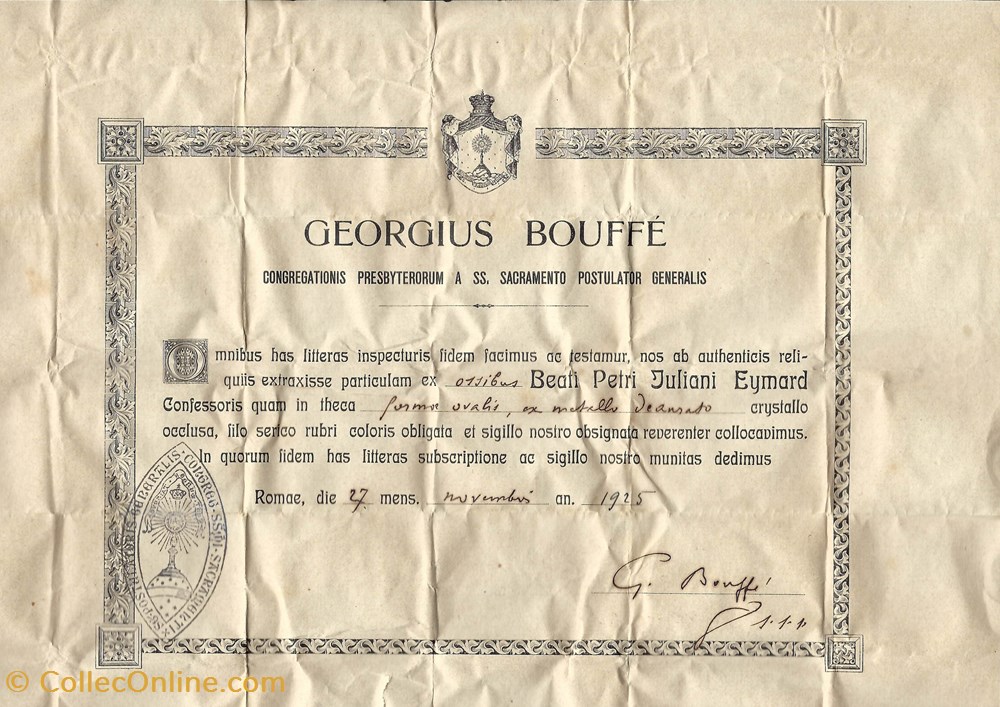 GEORGIUS BOUFFÉ
CONGREGATIONIS PRESBYTERORUM A SS. SACRAMENTO POSTULATOR GENERALIS
Omnibus has litteras inspecturis fidem facimus ac testamur, nos ab authenticis reli-
quiis extraxisse particulam ex ossibus Beati Petri Iuliani Eymard
Confessoris quam in theca formæ ovalis, ex metallo deaurato crystallo
occlusa, filo serico rubri coloris obligata et sigillo nostro obsignata reverenter collocavimus.
In quorum fidem has litteras subscriptione ac sigillo nostro munitas dedimus
Romae, die 27 mens. novembris an. 1925
G. Bouffé
© CollecOnline.com